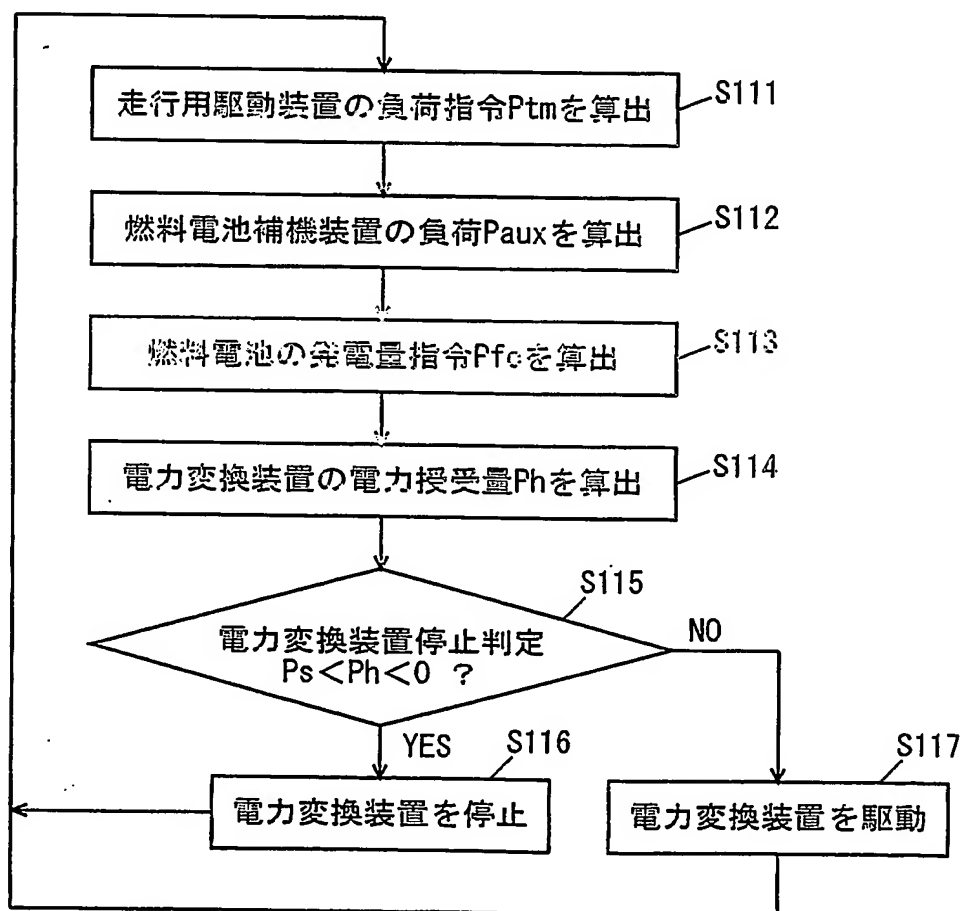 走行用駆動装置の負荷指令Ptmを算出
S111
燃料電池補機装置の負荷Pauxを算出
S112
燃料電池の発電量指令Pfcを算出
S113
電力変換装置の電力授受量Phを算出
S114
S115
電力変換装置停止判定
Ps<Ph<0 ?
NO
YES
S116
電力変換装置を停止
S117
電力変換装置を駆動